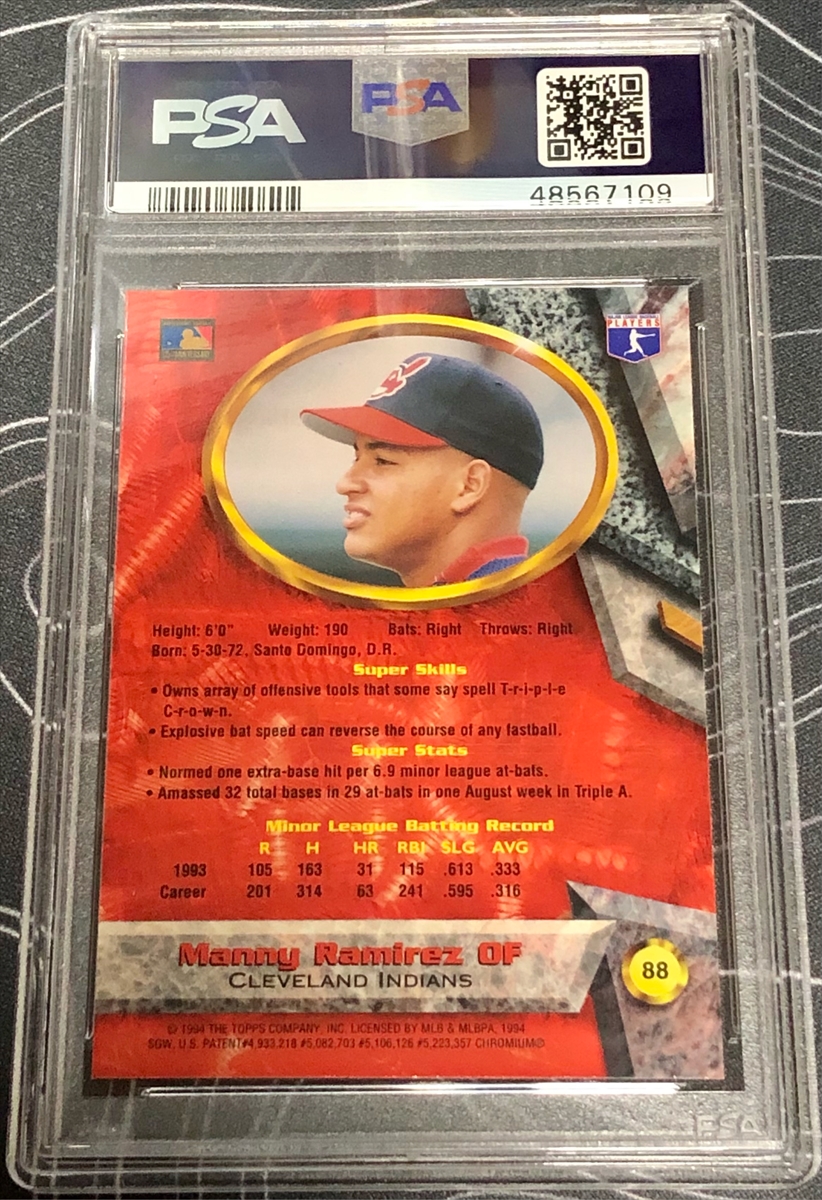 PSA
PSA
48567109
MAJOR LEAGUE BASEBALL
PLAYERS
Height: 6'0" Weight: 190 Bats: Right Throws: Right
Born: 5-30-72, Santo Domingo, D.R.
Super Skills
• Owns array of offensive tools that some say spell T-r-i-p-l-e
C-r-o-w-n.
• Explosive bat speed can reverse the course of any fastball.
Super Stats
• Normed one extra-base hit per 6.9 minor league at-bats.
• Amassed 32 total bases in 29 at-bats in one August week in Triple A.
Minor League Batting Record
R H HR RBI SLG AVG
1993 105 163 31 115 .613 .333
Career 201 314 63 241 .595 .316
Manny Ramirez OF
CLEVELAND INDIANS
88
© 1994 THE TOPPS COMPANY, INC. LICENSED BY MLB & MLBPA, 1994
SGW, U.S. PATENT#4,933,218 #5,082,703 #5,106,126 #5,223,357 CHROMIUM®
PSA